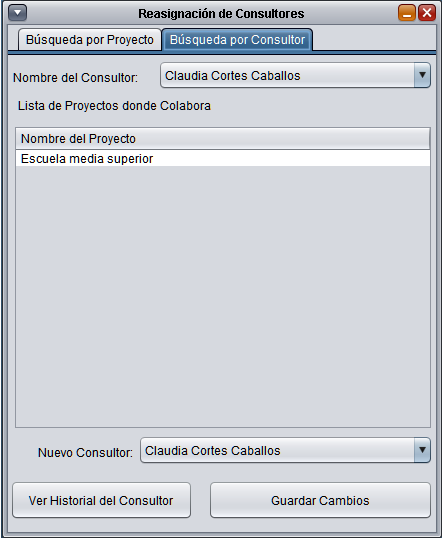 Reasignación de Consultores
Búsqueda por Proyecto
Búsqueda por Consultor
Nombre del Consultor:
Claudia Cortes Caballos
Lista de Proyectos donde Colabora
Nombre del Proyecto
Escuela media superior
Nuevo Consultor:
Claudia Cortes Caballos
Ver Historial del Consultor
Guardar Cambios